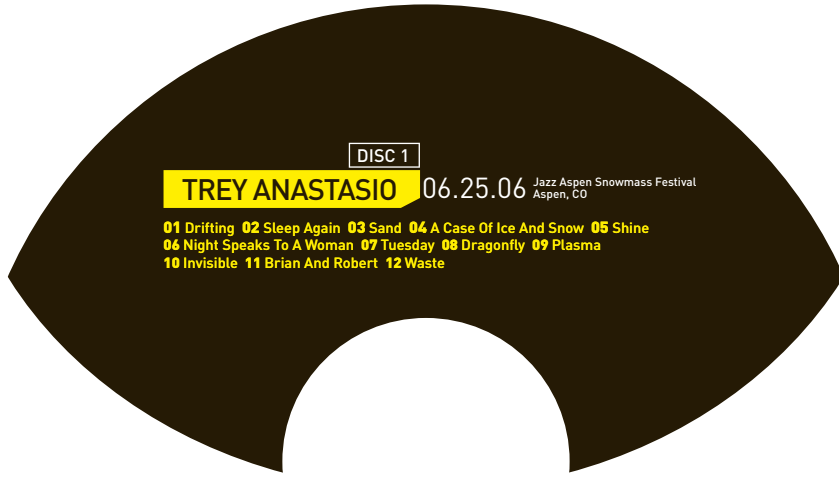 DISC 1
TREY ANASTASIO 06.25.06 Jazz Aspen Snowmass Festival
Aspen, CO
01 Drifting 02 Sleep Again 03 Sand 04 A Case Of Ice And Snow 05 Shine
06 Night Speaks To A Woman 07 Tuesday 08 Dragonfly 09 Plasma
10 Invisible 11 Brian And Robert 12 Waste